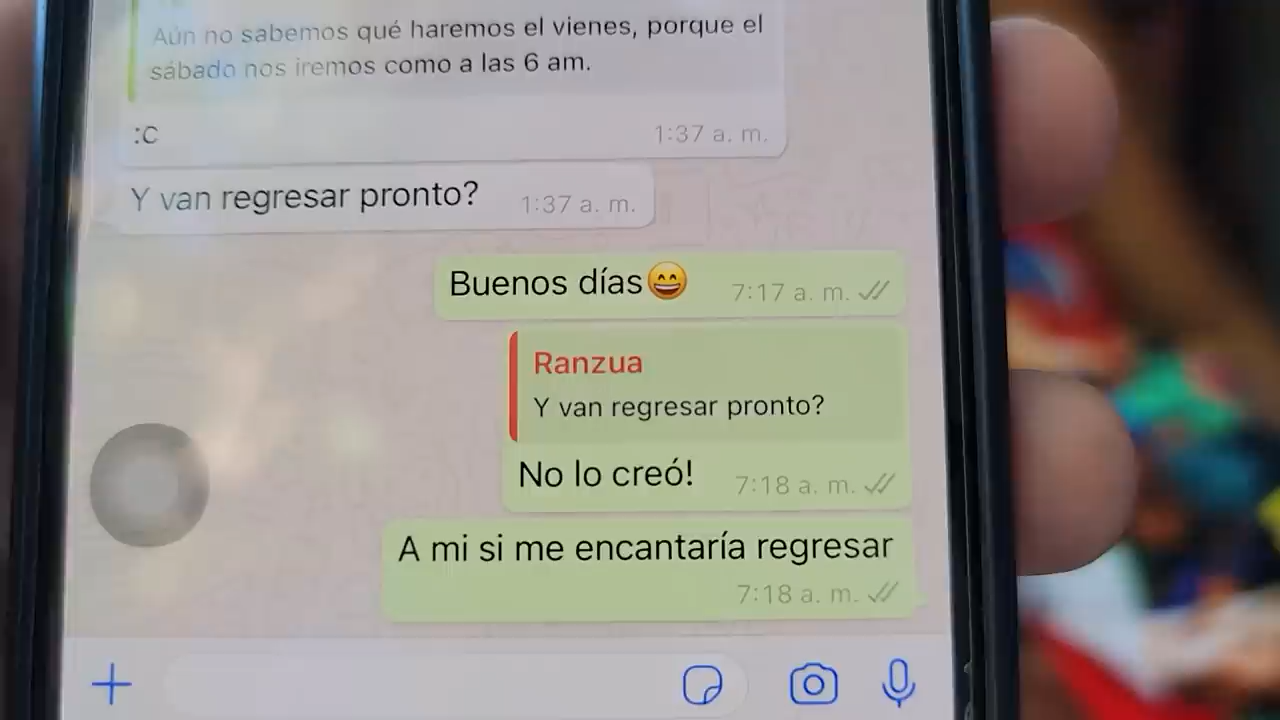 Aún no sabemos qué haremos el vienes, porque el
sábado nos iremos como a las 6 am.
:C
1:37 a. m.
Y van regresar pronto?
1:37 a. m.
Buenos días😄
7:17 a. m.
Ranzua
Y van regresar pronto?
No lo creó!
7:18 a. m.
A mi si me encantaría regresar
7:18 a. m.